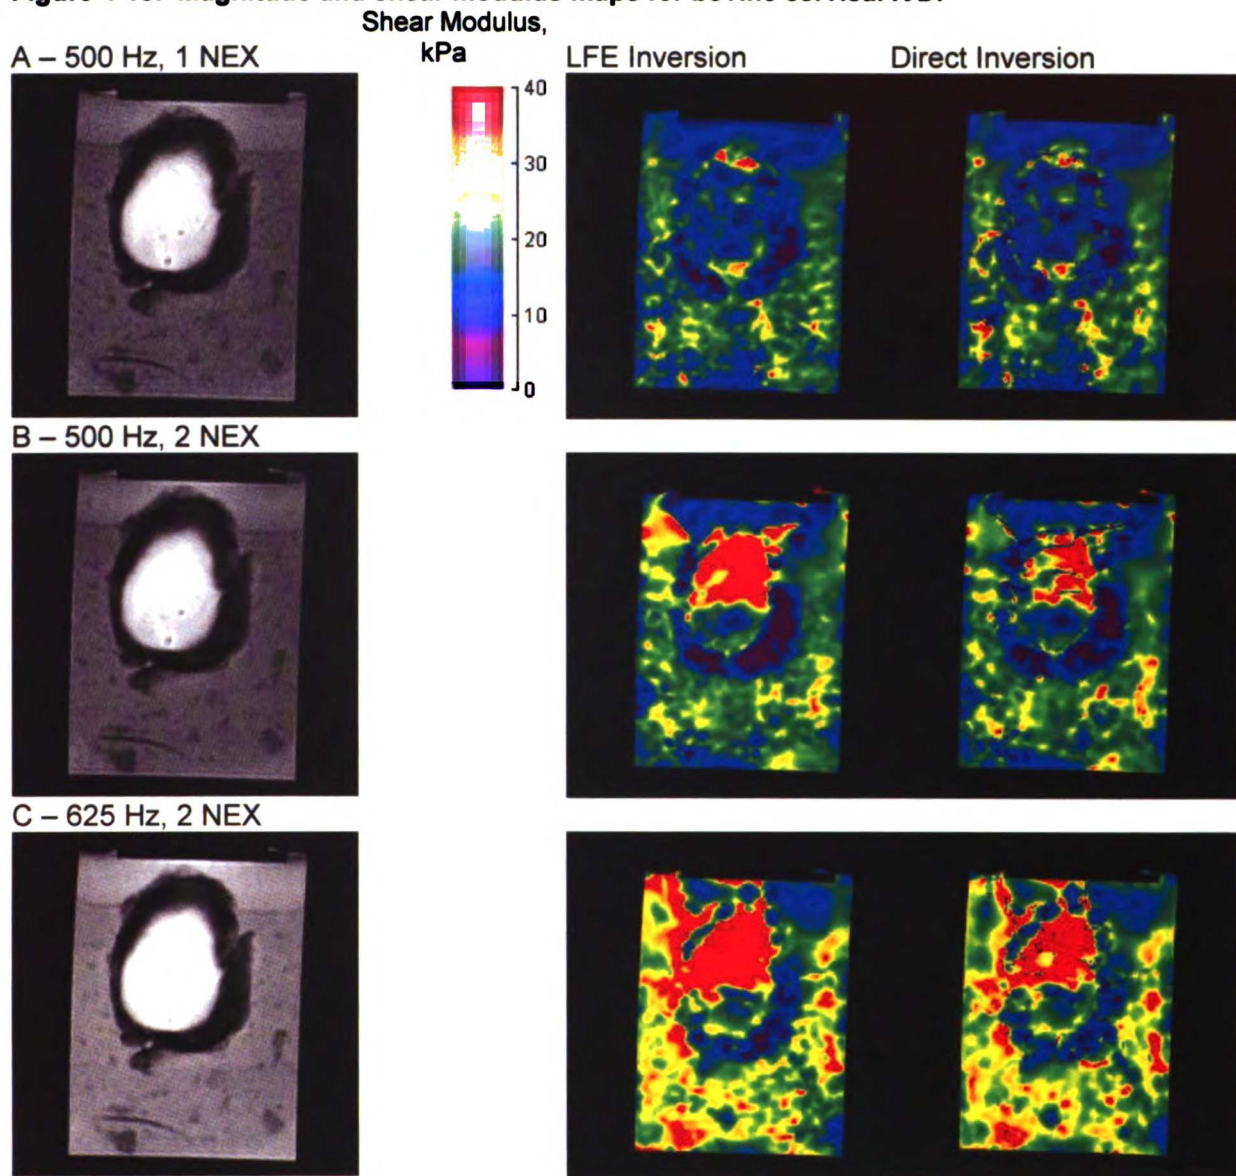 Shear Modulus,
kPa
A – 500 Hz, 1 NEX
LFE Inversion
Direct Inversion
40
30
20
10
0
B – 500 Hz, 2 NEX
C – 625 Hz, 2 NEX